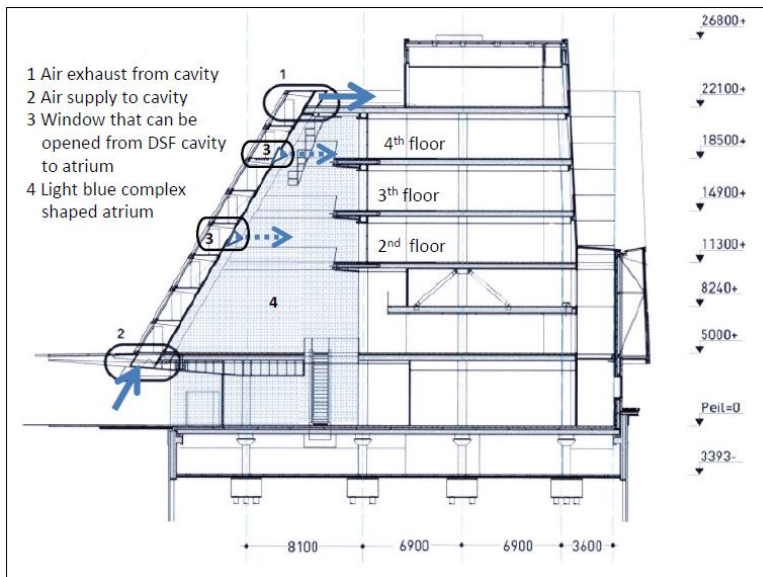 1 Air exhaust from cavity
2 Air supply to cavity
3 Window that can be
opened from DSF cavity
to atrium
4 Light blue complex
shaped atrium
1
3
3
4
2
4th floor
3th floor
2nd floor
26800+
22100+
18500+
14900+
11300+
8240+
5000+
Peil=0
3393-
8100
6900
6900
3600